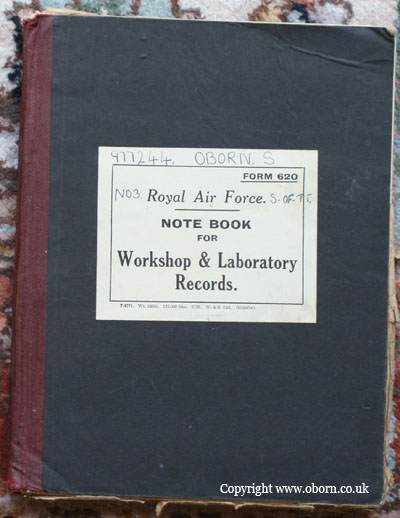 977244. OBORN. S
FORM 620
NO3. Royal Air Force. S. OF. T.T.
NOTE BOOK
FOR
Workshop & Laboratory
Records.
Copyright www.oborn.co.uk